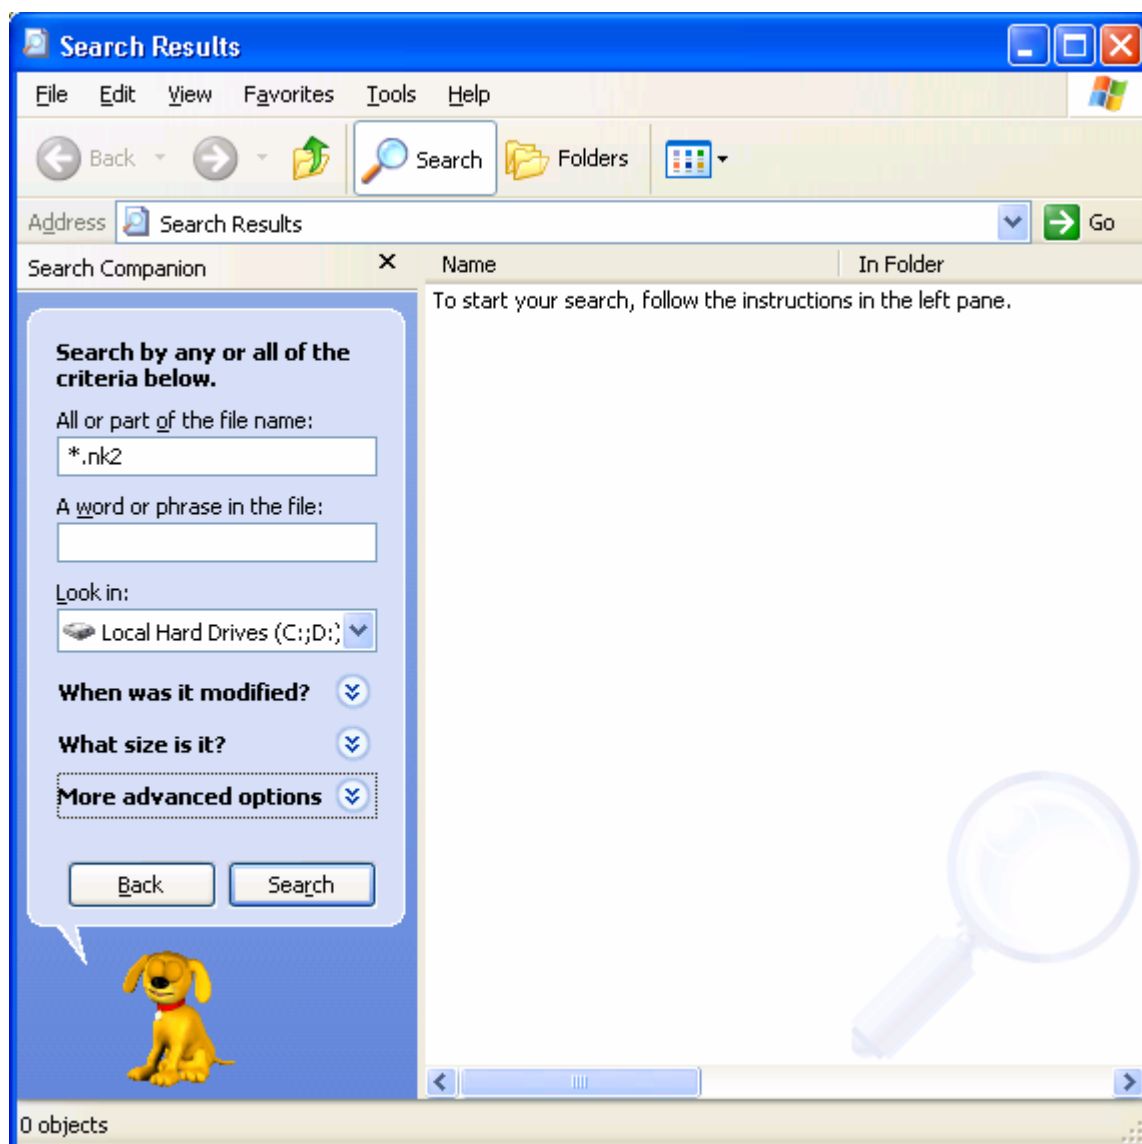 Search Results
File Edit View Favorites Tools Help
Back Search Folders
Address Search Results Go
Search Companion
Name In Folder
To start your search, follow the instructions in the left pane.
Search by any or all of the
criteria below.
All or part of the file name:
*.nk2
A word or phrase in the file:
Look in:
Local Hard Drives (C:;D:)
When was it modified?
What size is it?
More advanced options
Back Search
0 objects